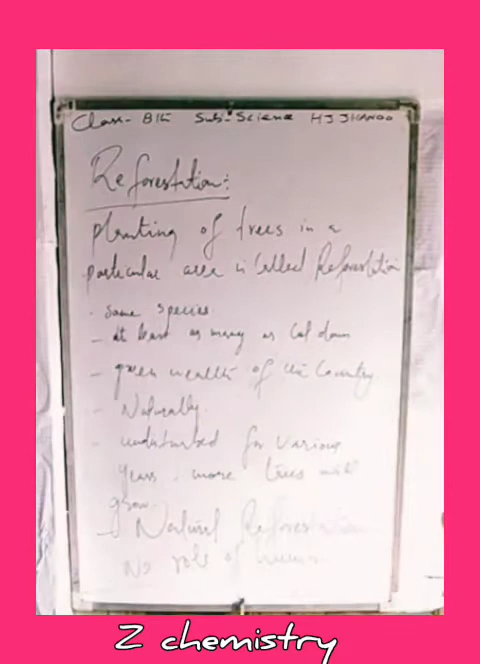 Class- 8th Sub:- Science HJ JHANDO
Reforestation:
planting of trees in a
particular area is Called Reforestation
- same species
- at least as many as Cut down
- green wealth of the Country
- Naturally
- undisturbed for various
years, more trees will
grow.
→ Natural Reforestation
No role of human
Z chemistry